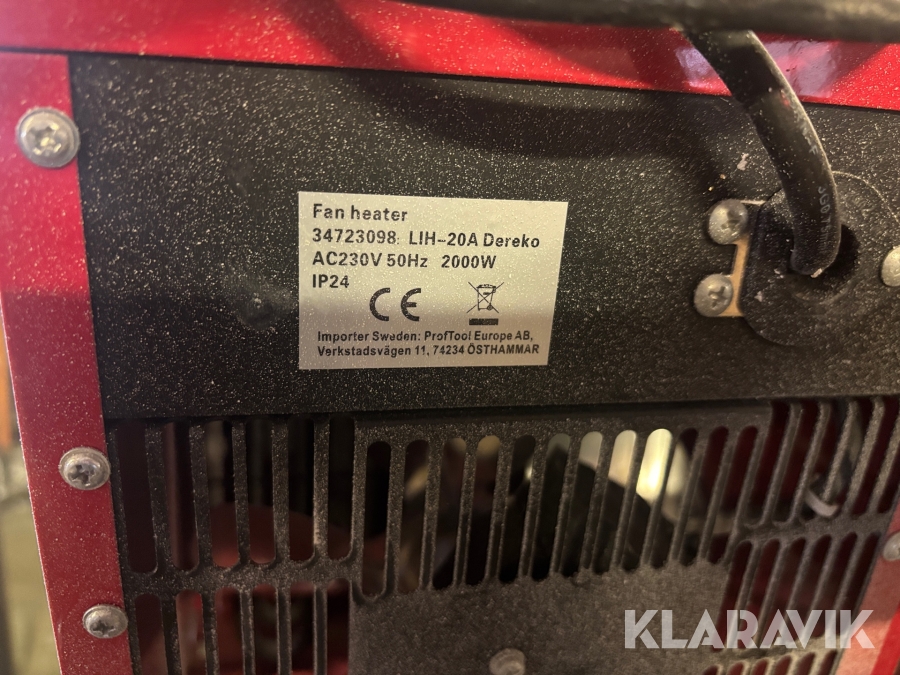 Fan heater
34723098: LIH-20A Dereko
AC230V 50Hz 2000W
IP24
CE
Importer Sweden: ProfTool Europe AB,
Verkstadsvägen 11, 74234 ÖSTHAMMAR
KLARAVIK